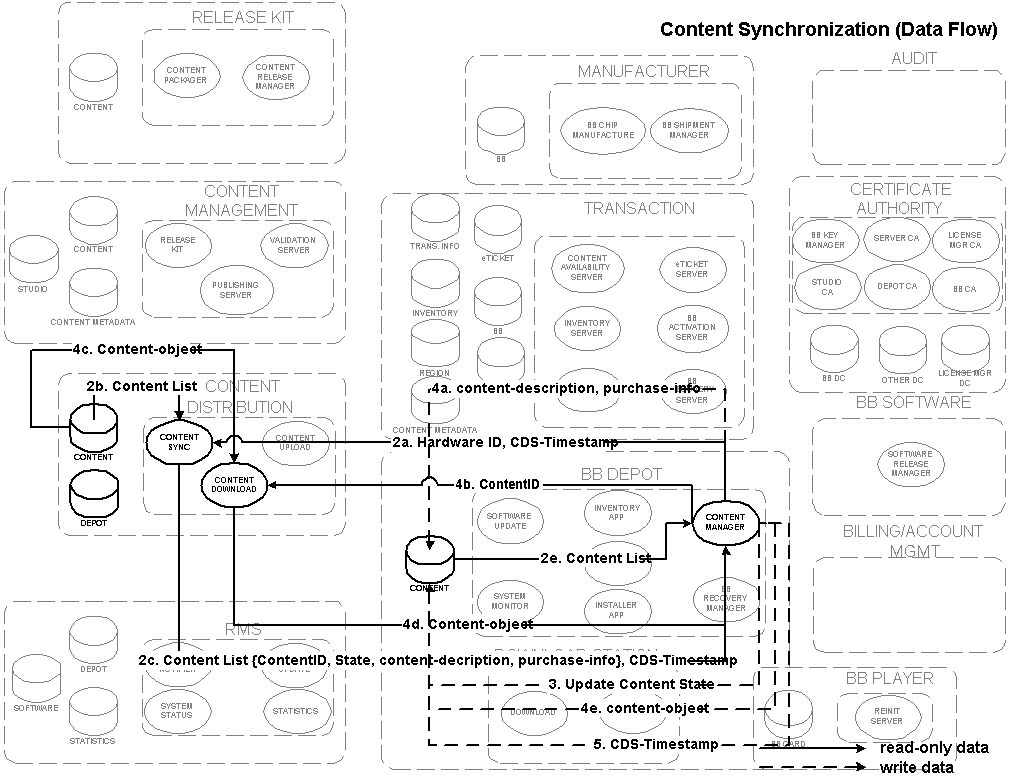 Content Synchronization (Data Flow)
RELEASE KIT
CONTENT
PACKAGER
CONTENT
RELEASE
MANAGER
CONTENT
MANUFACTURER
BB CHIP
MANUFACTURE
BB SHIPMENT
MANAGER
BB
AUDIT
CONTENT
MANAGEMENT
CONTENT
STUDIO
CONTENT METADATA
RELEASE
KIT
VALIDATION
SERVER
PUBLISHING
SERVER
TRANSACTION
TRANS. INFO
eTICKET
INVENTORY
BB
REGION
CONTENT METADATA
CONTENT
AVAILABILITY
SERVER
eTICKET
SERVER
INVENTORY
SERVER
BB
ACTIVATION
SERVER
SERVER
CERTIFICATE
AUTHORITY
BB KEY
MANAGER
SERVER CA
LICENSE
MGR CA
STUDIO
CA
DEPOT CA
BB CA
BB DC
OTHER DC
LICENSE MGR
DC
4c. Content-object
2b. Content List
CONTENT
DISTRIBUTION
CONTENT
DEPOT
CONTENT
SYNC
CONTENT
UPLOAD
CONTENT
DOWNLOAD
4a. content-description, purchase-info
2a. Hardware ID, CDS-Timestamp
4b. ContentID
BB DEPOT
SOFTWARE
UPDATE
INVENTORY
APP
CONTENT
MANAGER
CONTENT
2e. Content List
SYSTEM
MONITOR
INSTALLER
APP
BB
RECOVERY
MANAGER
4d. Content-object
BB SOFTWARE
SOFTWARE
RELEASE
MANAGER
BILLING/ACCOUNT
MGMT
RMS
DEPOT
SOFTWARE
STATISTICS
SYSTEM
STATUS
STATISTICS
2c. Content List {ContentID, State, content-decription, purchase-info}, CDS-Timestamp
DOWNLOAD STATION
DOWNLOAD
3. Update Content State
4e. content-object
5. CDS-Timestamp
BB PLAYER
BB CARD
REINIT
SERVER
read-only data
write data